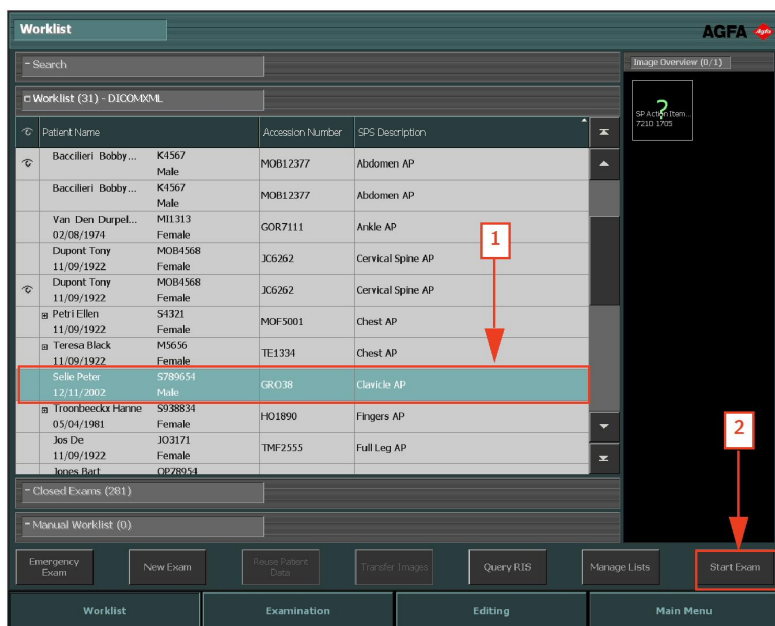 Worklist
AGFA Agfa
- Search
Image Overview (0/1)
Worklist (31) - DICOMXML
?
SP Action Item...
7210 1705
Patient Name Accession Number SPS Description
Baccilieri Bobby... K4567 MOB12377 Abdomen AP
Male
Baccilieri Bobby... K4567 MOB12377 Abdomen AP
Male
Van Den Durpel... MI1313 GOR7111 Ankle AP
02/08/1974 Female
1
Dupont Tony MOB4568 JC6262 Cervical Spine AP
11/09/1922 Female
Dupont Tony MOB4568 JC6262 Cervical Spine AP
11/09/1922 Female
Petri Ellen S4321 MOF5001 Chest AP
11/09/1922 Female
Teresa Black M5656 TE1334 Chest AP
11/09/1922 Female
Selie Peter S789654 GRO38 Clavicle AP
12/11/2002 Male
Troonbeeckx Hanne S938834 HO1890 Fingers AP
05/04/1981 Female
2
Jos De JO3171 TMF2555 Full Leg AP
11/09/1922 Female
Jones Bart OP78954
- Closed Exams (281)
- Manual Worklist (0)
Emergency Exam
New Exam
Reuse Patient Data
Transfer Images
Query RIS
Manage Lists
Start Exam
Worklist Examination Editing Main Menu